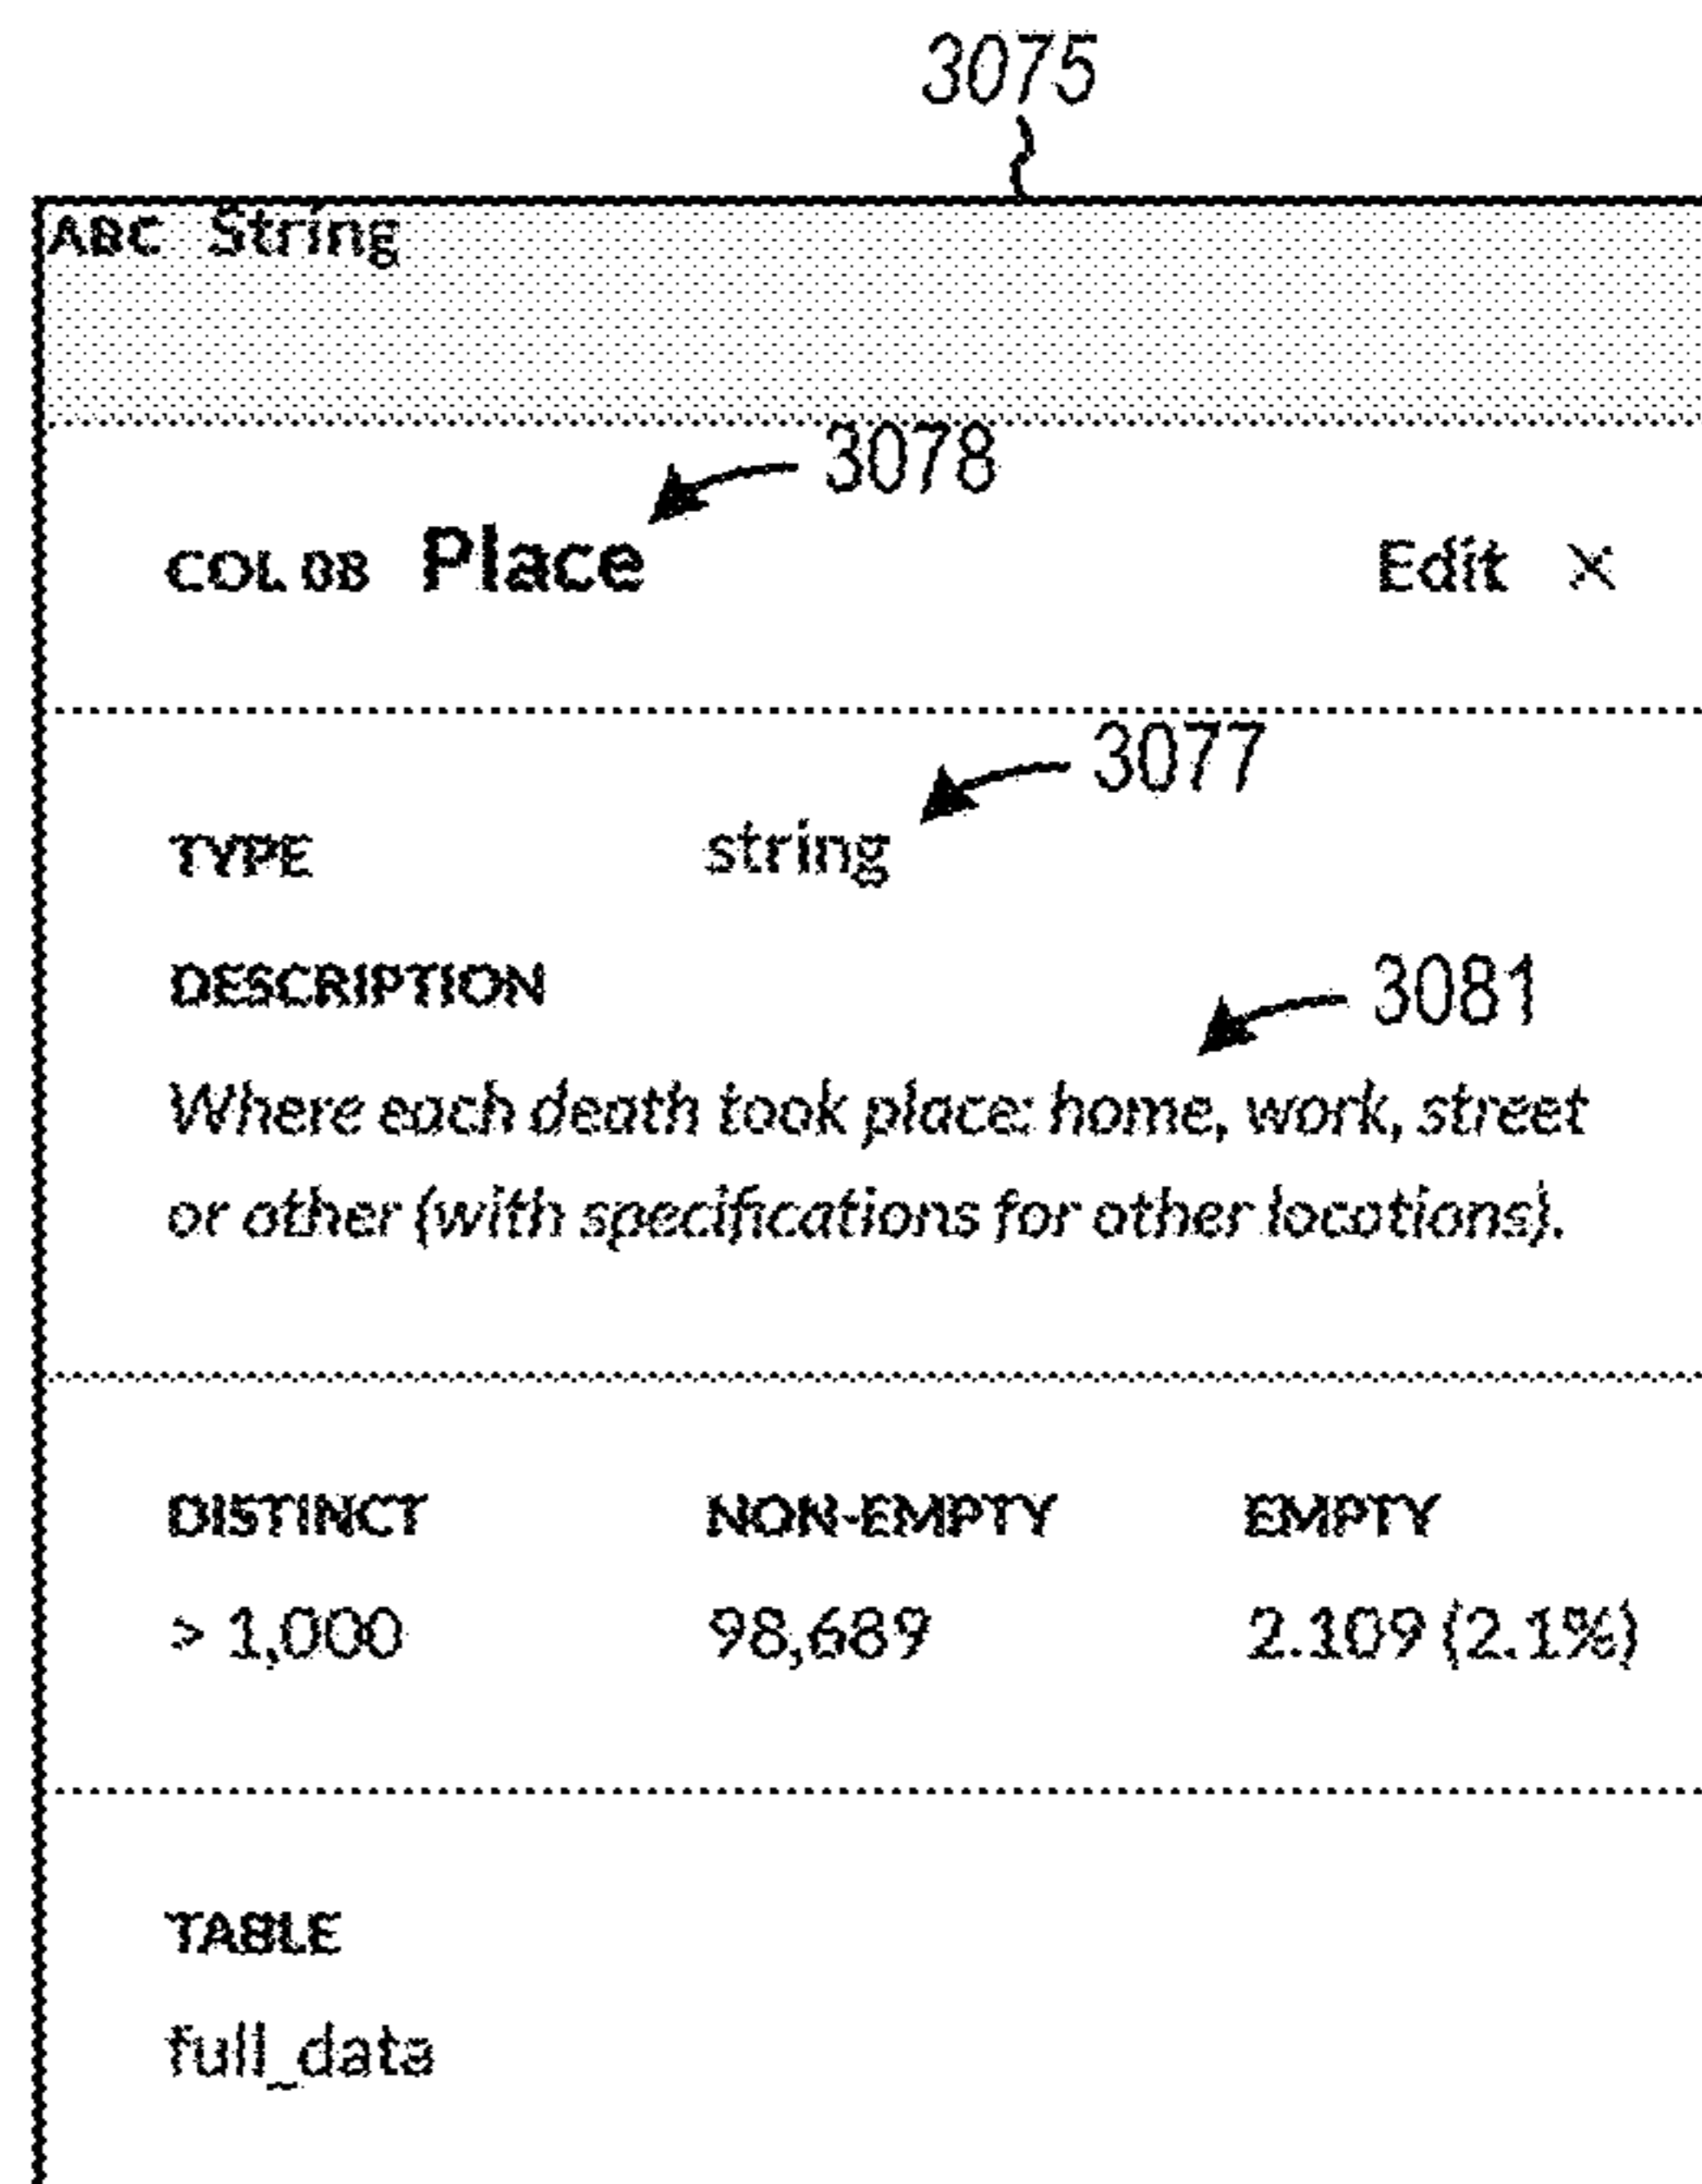 3075
ABC String
3078
COL 08 Place Edit ×
3077
TYPE string
DESCRIPTION
3081
Where each death took place: home, work, street
or other (with specifications for other locations).
DISTINCT NON-EMPTY EMPTY
> 1,000 98,689 2.109 (2.1%)
TABLE
full_data